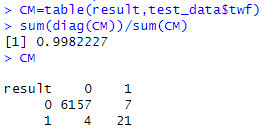 > CM=table(result,test_data$twf)
> sum(diag(CM))/sum(CM)
[1] 0.9982227
> CM
result 0 1
0 6157 7
1 4 21